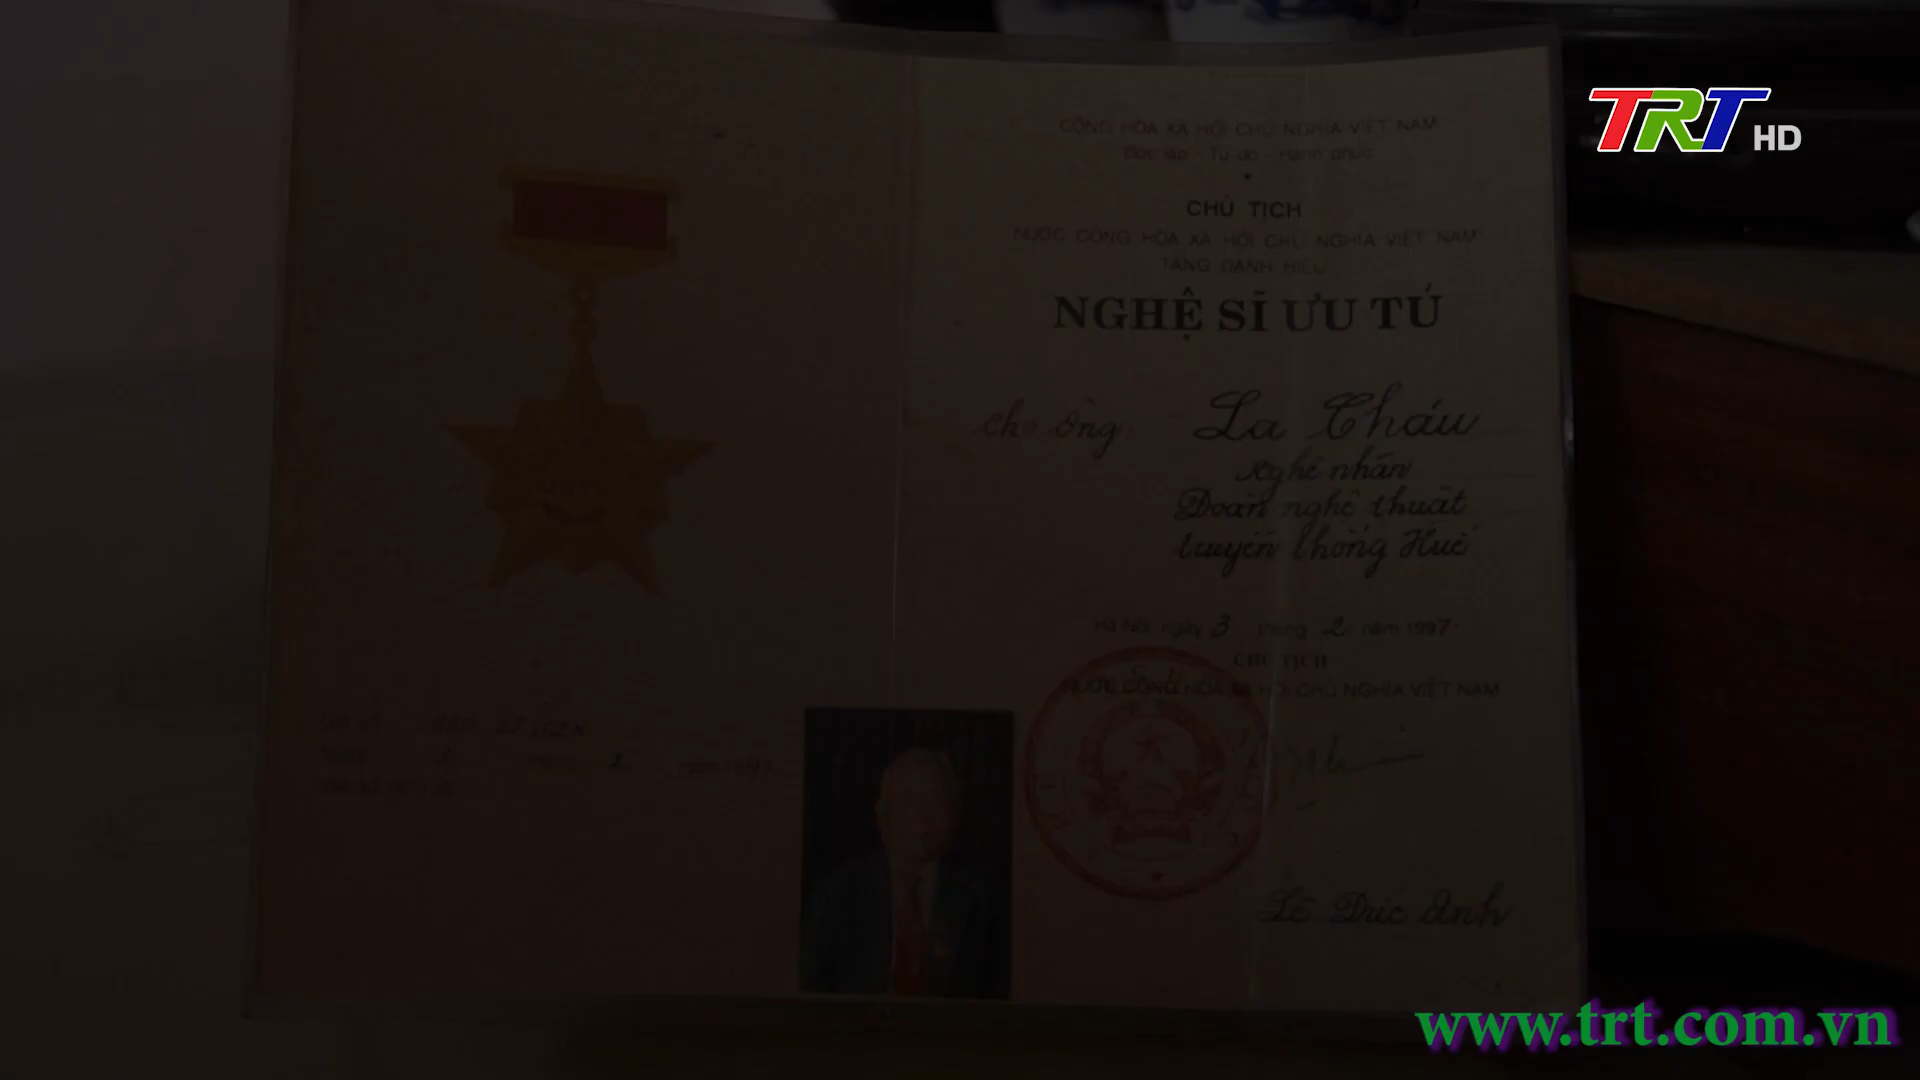 TRT HD
CỘNG HÒA XÃ HỘI CHỦ NGHĨA VIỆT NAM
Độc lập - Tự do - Hạnh phúc
CHỦ TỊCH
NƯỚC CỘNG HÒA XÃ HỘI CHỦ NGHĨA VIỆT NAM
TẶNG DANH HIỆU
NGHỆ SĨ ƯU TÚ
cho ông La Cháu
Nghệ nhân
Đoàn nghệ thuật
truyền thống Huế
Hà Nội ngày 3 tháng 2 năm 1997
CHỦ TỊCH
NƯỚC CỘNG HÒA XÃ HỘI CHỦ NGHĨA VIỆT NAM
Lê Đức Anh
www.trt.com.vn